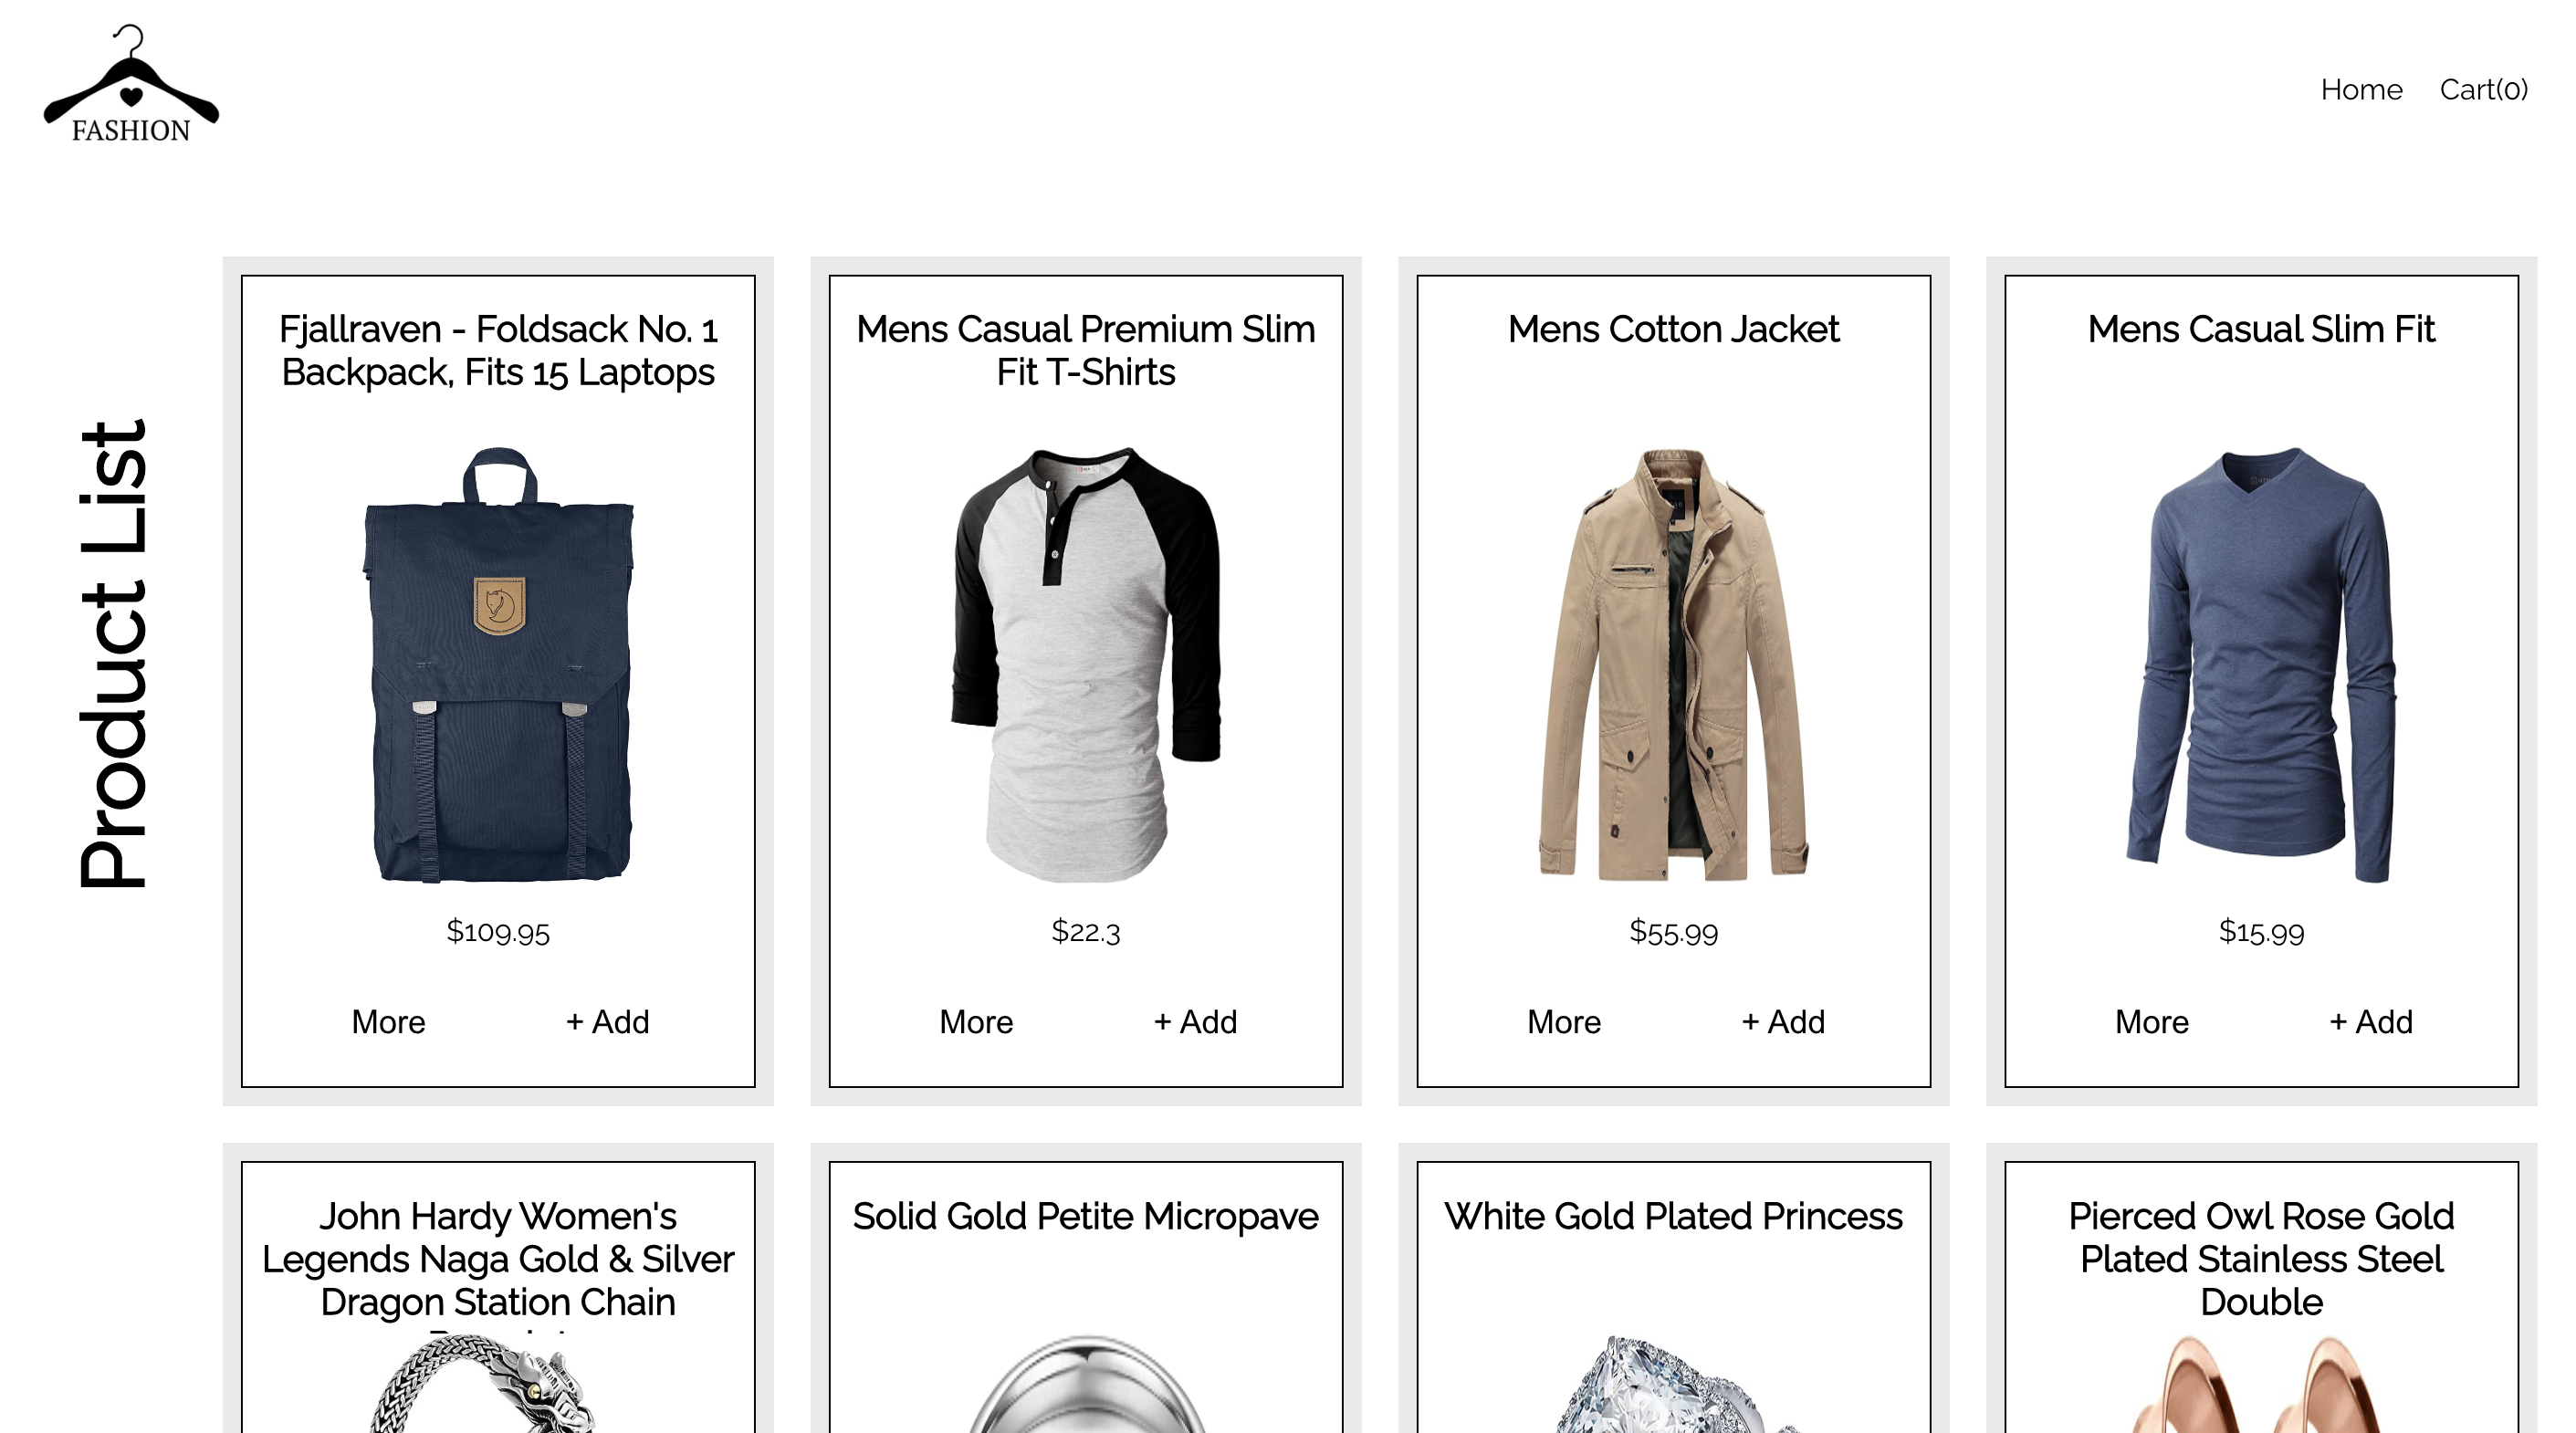 FASHION
Home
Cart(0)
Product List
Fjallraven - Foldsack No. 1
Backpack, Fits 15 Laptops
$109.95
More
+ Add
Mens Casual Premium Slim
Fit T-Shirts
$22.3
More
+ Add
Mens Cotton Jacket
$55.99
More
+ Add
Mens Casual Slim Fit
$15.99
More
+ Add
John Hardy Women's
Legends Naga Gold & Silver
Dragon Station Chain
Solid Gold Petite Micropave
White Gold Plated Princess
Pierced Owl Rose Gold
Plated Stainless Steel
Double